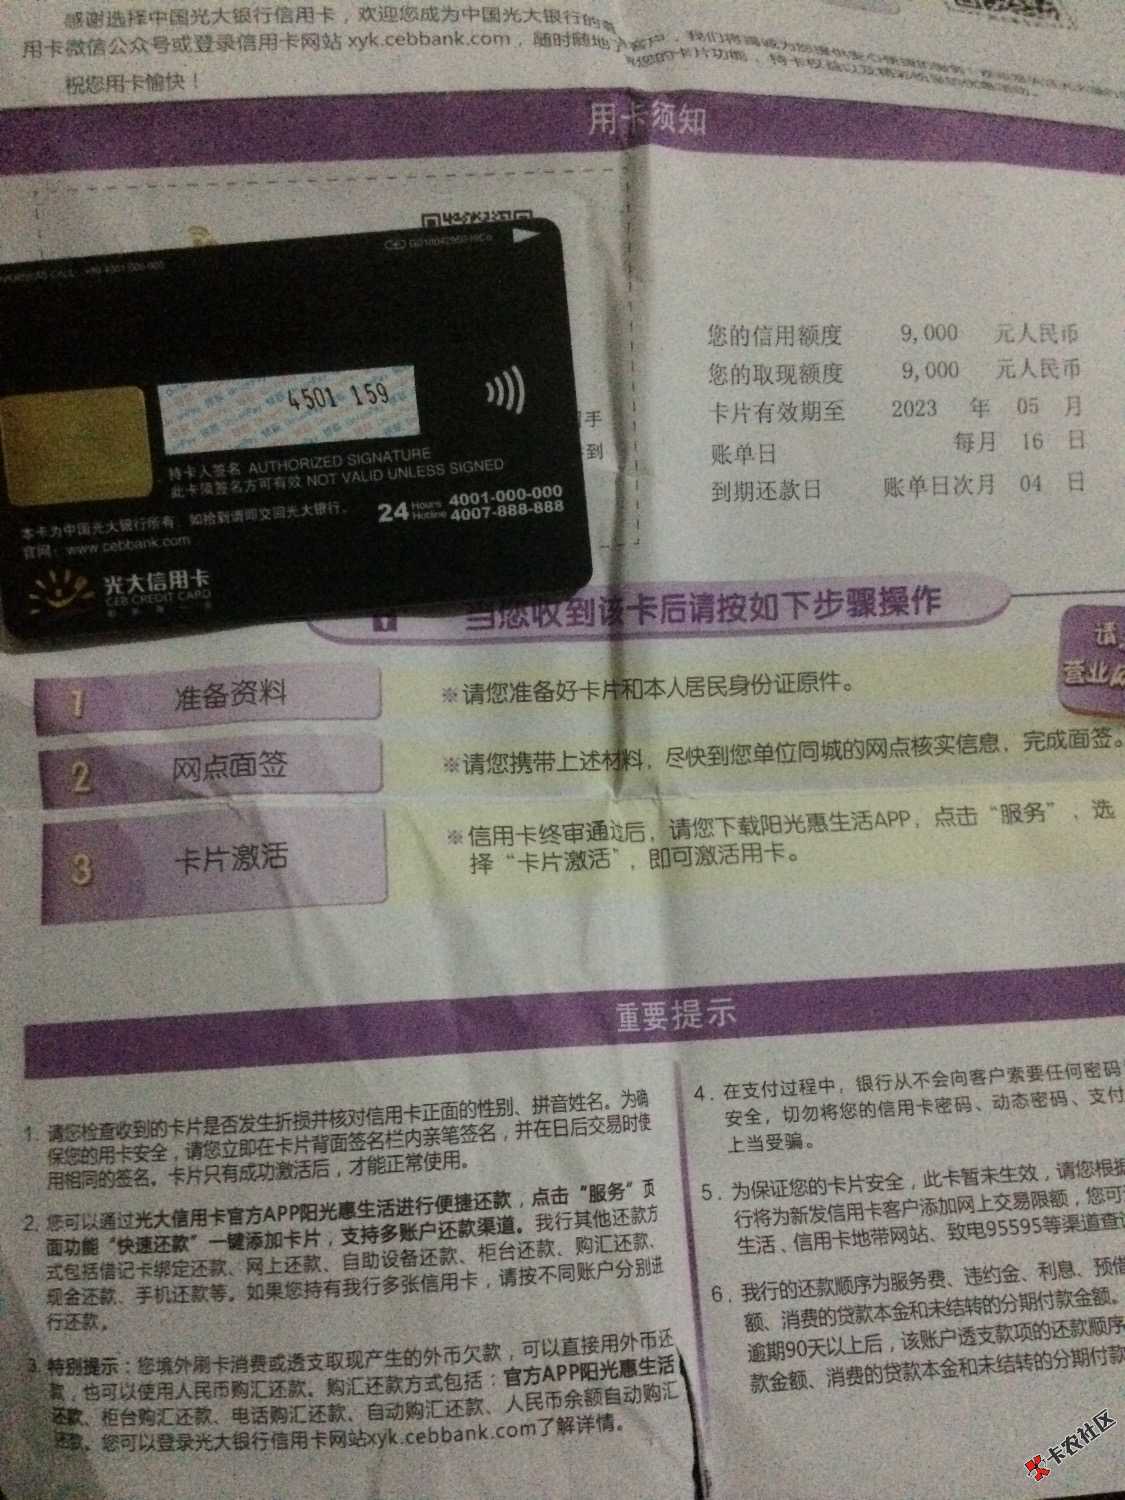 感谢选择中国光大银行信用卡，欢迎您成为中国光大银行的尊
用卡微信公众号或登录信用卡网站 xyk.cebbank.com，随时随地
祝您用卡愉快！
用卡须知
4501 159
持卡人签名 AUTHORIZED SIGNATURE
此卡须签名方可有效 NOT VALID UNLESS SIGNED
本卡为中国光大银行所有，如拾到请即交回光大银行。
官网：www.cebbank.com
24 Hours Hotline 4001-000-000
4007-888-888
光大信用卡
CEB CREDIT CARD
您的信用额度 9,000 元人民币
您的取现额度 9,000 元人民币
卡片有效期至 2023 年 05 月
账单日 每月 16 日
到期还款日 账单日次月 04 日
当您收到该卡后请按如下步骤操作
1 准备资料 ※请您准备好卡片和本人居民身份证原件。
2 网点面签 ※请您携带上述材料，尽快到您单位同城的网点核实信息，完成面签。
3 卡片激活 ※信用卡终审通过后，请您下载阳光惠生活APP，点击“服务”，选
择“卡片激活”，即可激活用卡。
重要提示
1. 请您检查收到的卡片是否发生折损并核对信用卡正面的性别、拼音姓名。为确
保您的用卡安全，请您立即在卡片背面签名栏内亲笔签名，并在日后交易时使
用相同的签名。卡片只有成功激活后，才能正常使用。
2. 您可以通过光大信用卡官方APP阳光惠生活进行便捷还款，点击“服务”页
面功能“快速还款”一键添加卡片，支持多账户还款渠道。我行其他还款方
式包括借记卡绑定还款、网上还款、自助设备还款、柜台还款、购汇还款、
现金还款、手机还款等。如果您持有我行多张信用卡，请按不同账户分别进
行还款。
3. 特别提示：您境外刷卡消费或透支取现产生的外币欠款，可以直接用外币还
款，也可以使用人民币购汇还款。购汇还款方式包括：官方APP阳光惠生活
还款、柜台购汇还款、电话购汇还款、自动购汇还款、人民币余额自动购汇
还款。您可以登录光大银行信用卡网站xyk.cebbank.com了解详情。
4. 在支付过程中，银行从不会向客户索要任何密码
安全，切勿将您的信用卡密码、动态密码、支付
上当受骗。
5. 为保证您的卡片安全，此卡暂未生效，请您根据
行将为新发信用卡客户添加网上交易限额，您可
生活、信用卡地带网站、致电95595等渠道查
6. 我行的还款顺序为服务费、违约金、利息、预借
额、消费的贷款本金和未结转的分期付款金额。
逾期90天以上后，该账户透支款项的还款顺序
款金额、消费的贷款本金和未结转的分期付款
卡农社区